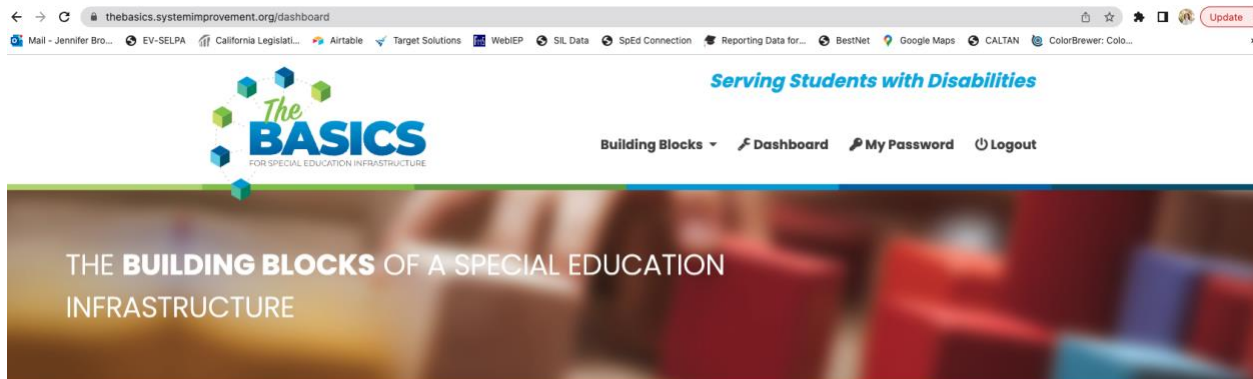 thebasics.systemimprovement.org/dashboard
Update
Mail - Jennifer Bro... EV-SELPA California Legislati... Airtable Target Solutions WebIEP SIL Data SpEd Connection Reporting Data for... BestNet Google Maps CALTAN ColorBrewer: Colo...
Serving Students with Disabilities
The
BASICS
FOR SPECIAL EDUCATION INFRASTRUCTURE
Building Blocks Dashboard My Password Logout
THE BUILDING BLOCKS OF A SPECIAL EDUCATION
INFRASTRUCTURE